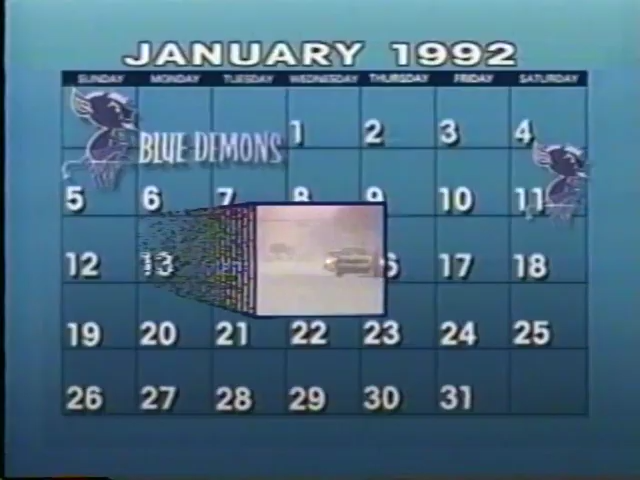 JANUARY 1992
SUNDAY MONDAY TUESDAY WEDNESDAY THURSDAY FRIDAY SATURDAY
BLUE DEMONS
1 2 3 4
5 6 7 8 9 10 11
12 13 17 18
19 20 21 22 23 24 25
26 27 28 29 30 31